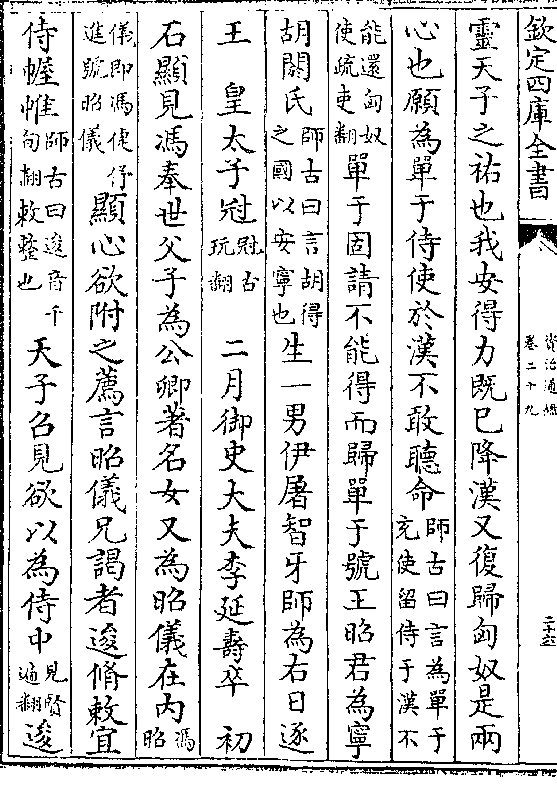 欽定四庫全書
資治通鑑
卷二十九
二十六
靈天子之祐也我安得力既已降漢又復歸匈奴是兩
心也願為單于侍使於漢不敢聽命師古曰言為單于
充使留侍于漢不
能還匈奴
使疏吏翻單于固請不能得而歸單于號王昭君為寧
胡閼氏師古曰言胡得
之國以安寧也生一男伊屠智牙師為右日逐
王 皇太子冠冠古
玩翻 二月御史大夫李延壽卒 初
石顯見馮奉世父子為公卿著名女又為昭儀在内馮
昭
儀即馮倢伃
進號昭儀顯心欲附之薦言昭儀兄謁者逡脩敕宜
侍幄帷師古曰逡音千
旬翻敕整也天子召見欲以為侍中見賢
遍翻逡